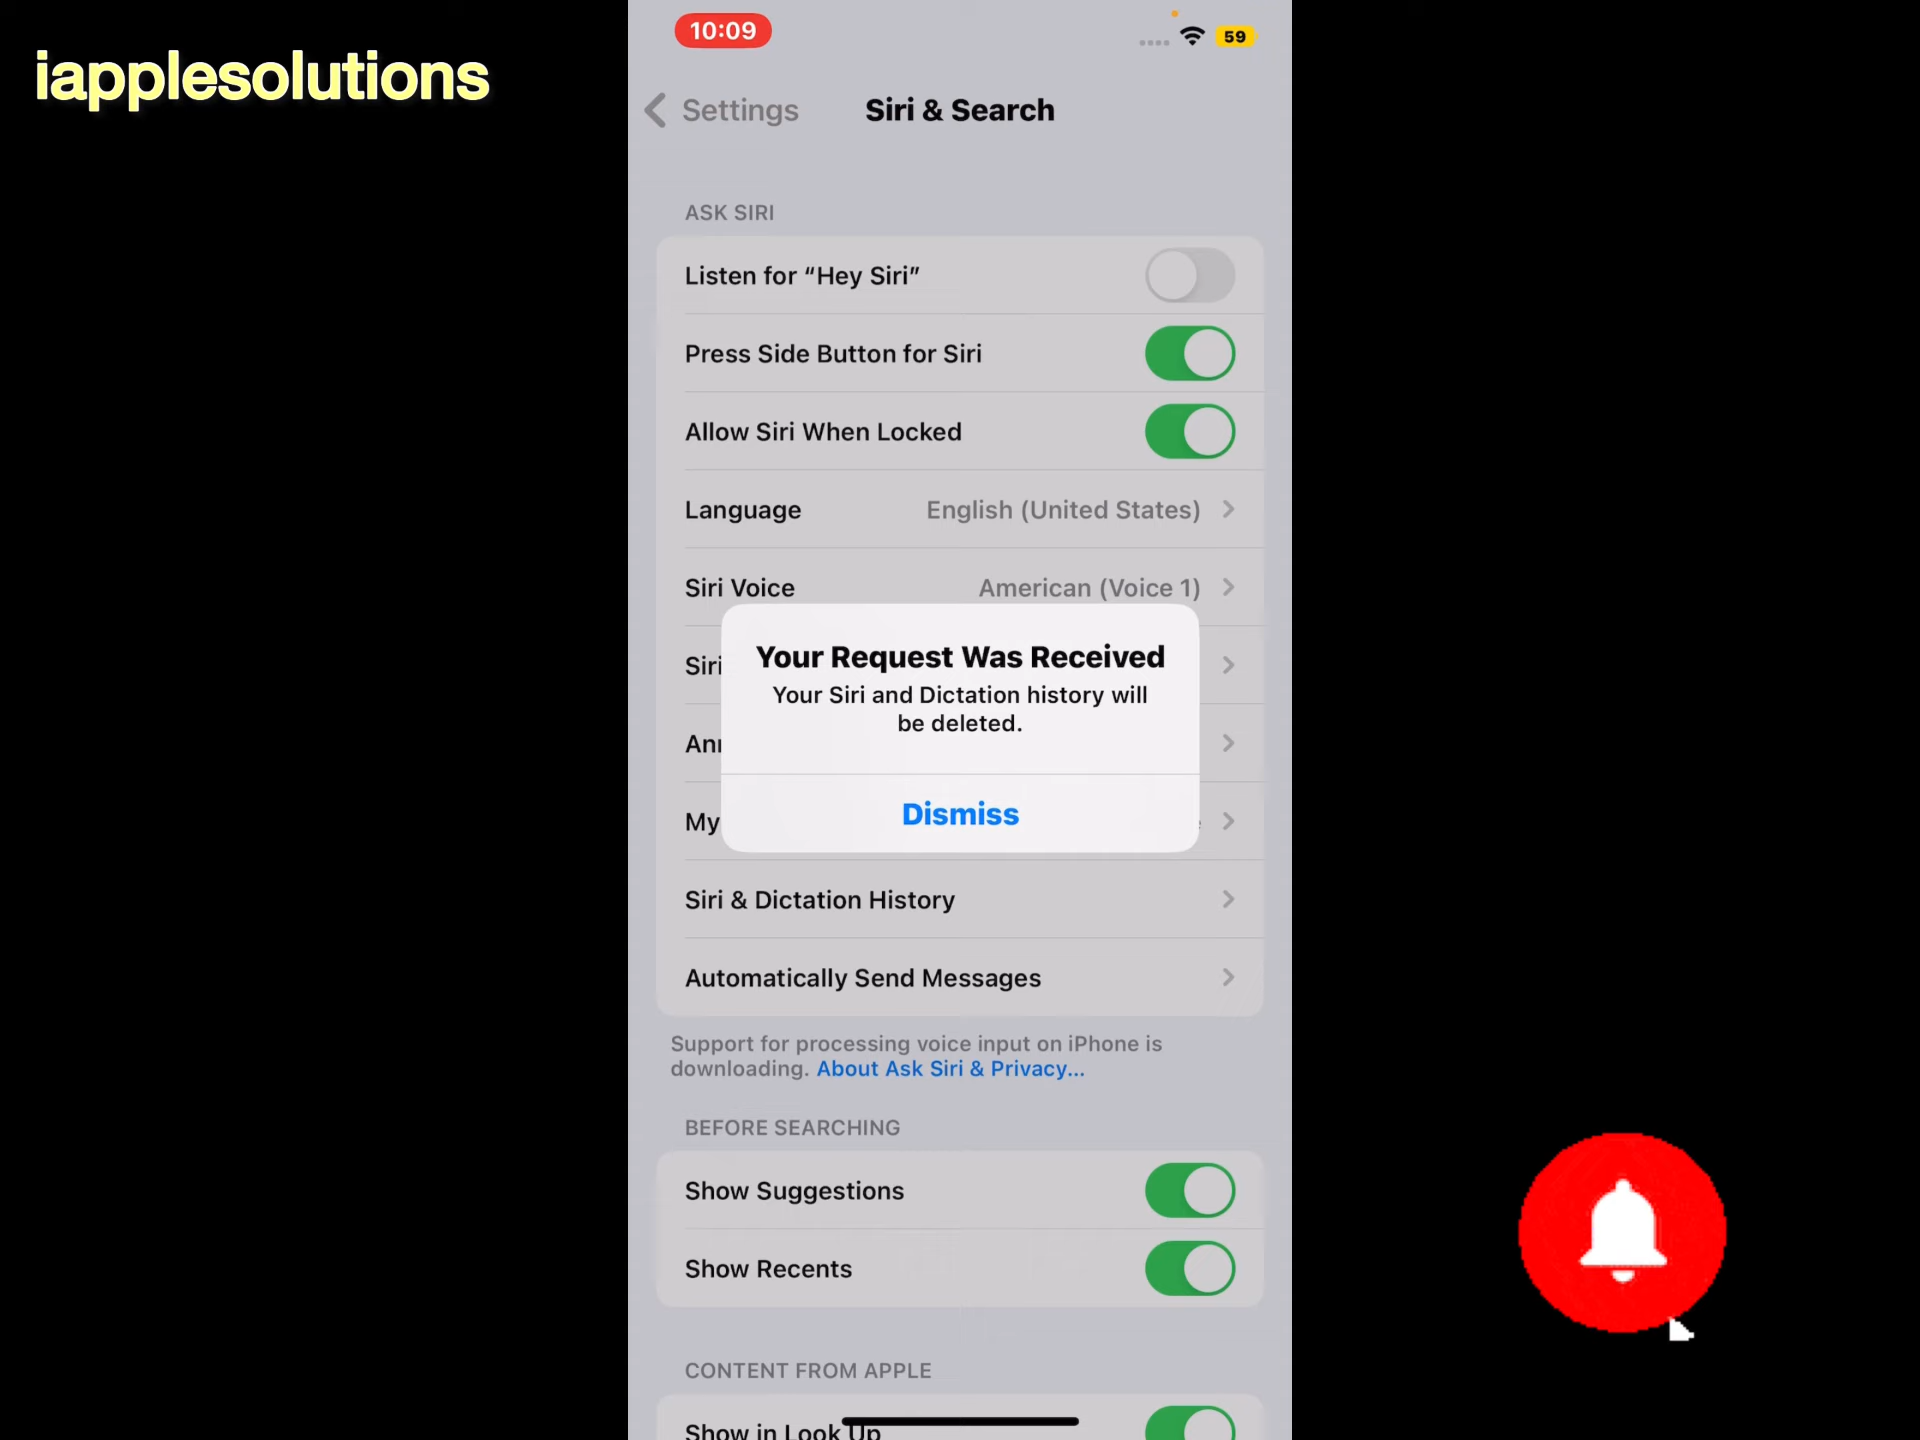 iapplesolutions
10:09
59
Settings
Siri & Search
ASK SIRI
Listen for “Hey Siri”
Press Side Button for Siri
Allow Siri When Locked
Language English (United States)
Siri Voice American (Voice 1)
Siri
Your Request Was Received
Your Siri and Dictation history will
be deleted.
Dismiss
My
Siri & Dictation History
Automatically Send Messages
Support for processing voice input on iPhone is
downloading. About Ask Siri & Privacy...
BEFORE SEARCHING
Show Suggestions
Show Recents
CONTENT FROM APPLE
Show in Look Up